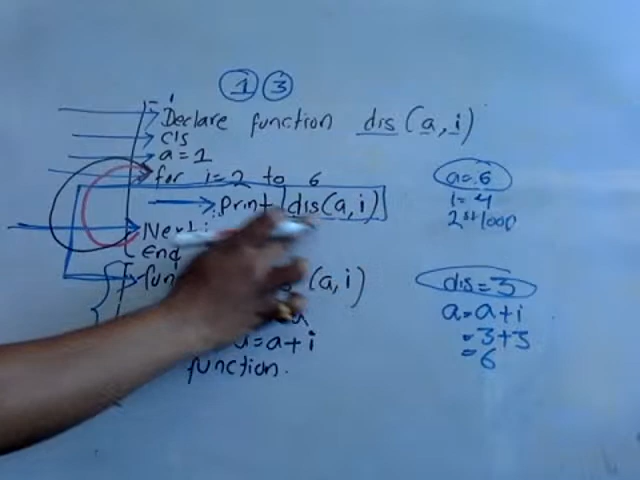 1 3
Declare function dis (a, i)
cls
a = 1
for i = 2 to 6
print dis(a, i)
Next i
End
(a, i)
= a + i
function.
a = 6
i = 4
2nd loop
dis = 3
a = a + i
= 3 + 3
= 6